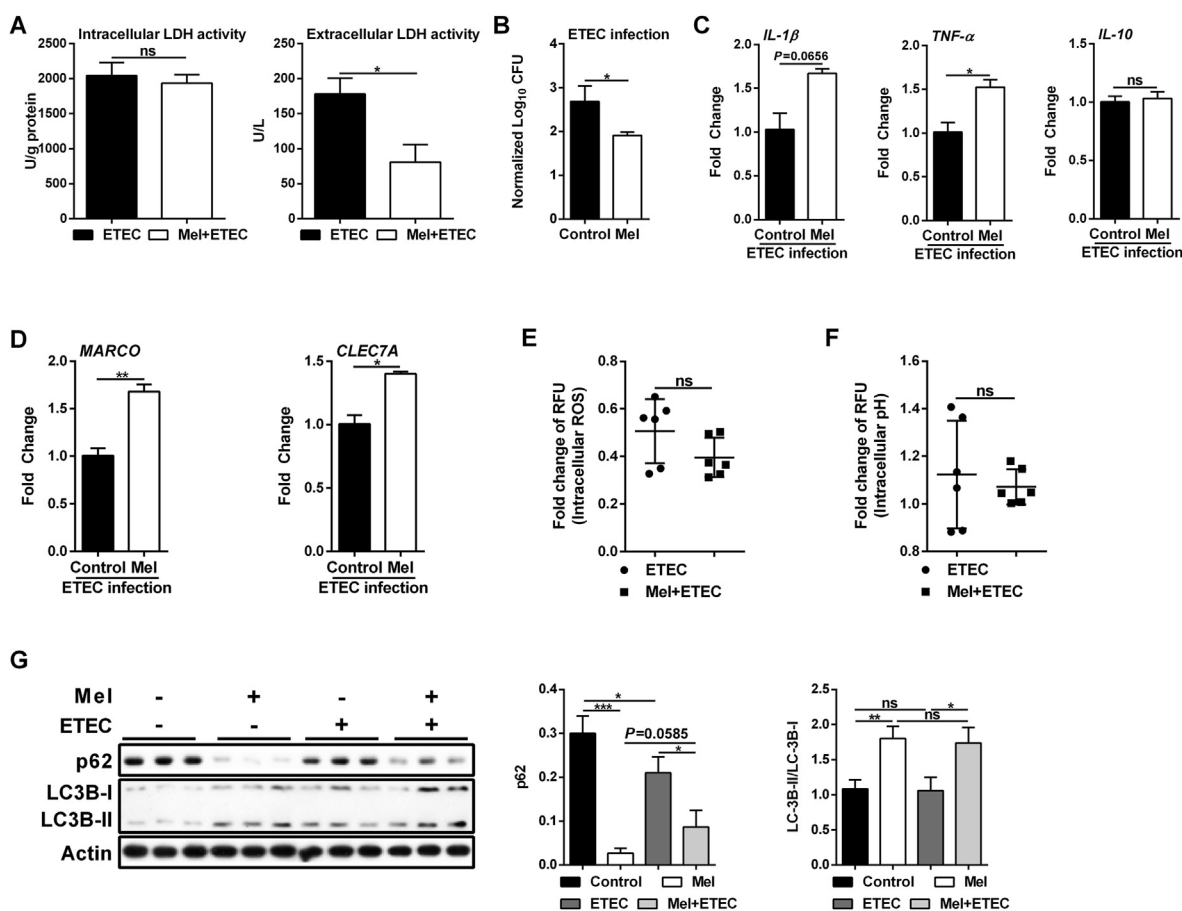 A
Intracellular LDH activity
ns
U/g protein
2500
2000
1500
1000
500
0
ETEC
Mel+ETEC
Extracellular LDH activity
*
U/L
250
200
150
100
50
0
ETEC
Mel+ETEC
B
ETEC infection
*
Normalized Log10 CFU
4
3
2
1
0
Control Mel
C
IL-1β
P=0.0656
Fold Change
2.0
1.5
1.0
0.5
0.0
Control Mel
ETEC infection
TNF-α
*
Fold Change
2.0
1.5
1.0
0.5
0.0
Control Mel
ETEC infection
IL-10
ns
Fold Change
1.5
1.0
0.5
0.0
Control Mel
ETEC infection
D
MARCO
**
Fold Change
2.0
1.5
1.0
0.5
0.0
Control Mel
ETEC infection
CLEC7A
*
Fold Change
1.5
1.0
0.5
0.0
Control Mel
ETEC infection
E
ns
Fold change of RFU
(Intracellular ROS)
0.8
0.6
0.4
0.2
0.0
ETEC
Mel+ETEC
F
ns
Fold change of RFU
(Intracellular pH)
1.6
1.4
1.2
1.0
0.8
ETEC
Mel+ETEC
G
Mel - + - +
ETEC - - + +
p62
LC3B-I
LC3B-II
Actin
*
***
P=0.0585
*
p62
0.4
0.3
0.2
0.1
0.0
Control
Mel
ETEC
Mel+ETEC
ns
*
**
ns
LC-3B-II/LC-3B-I
2.5
2.0
1.5
1.0
0.5
0.0
Control
Mel
ETEC
Mel+ETEC